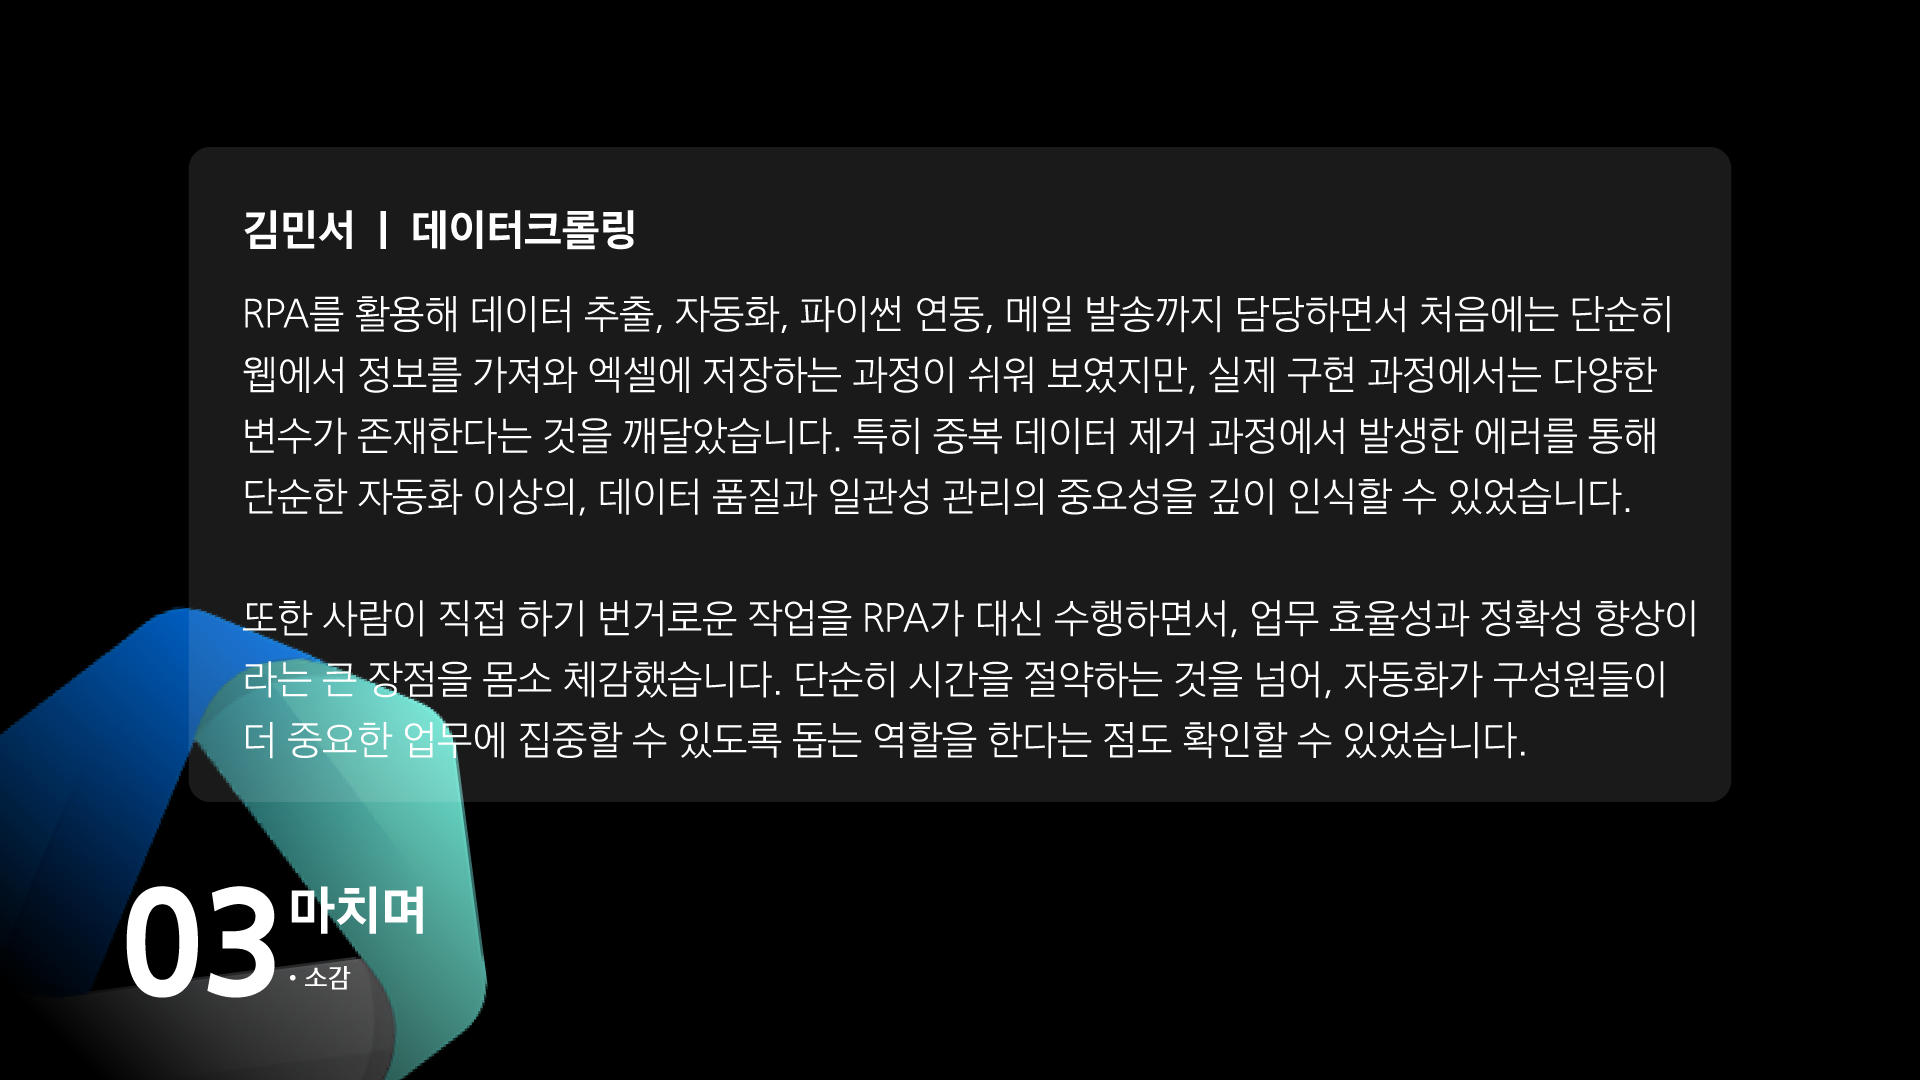 김민서 ㅣ 데이터크롤링
RPA를 활용해 데이터 추출, 자동화, 파이썬 연동, 메일 발송까지 담당하면서 처음에는 단순히
웹에서 정보를 가져와 엑셀에 저장하는 과정이 쉬워 보였지만, 실제 구현 과정에서는 다양한
변수가 존재한다는 것을 깨달았습니다. 특히 중복 데이터 제거 과정에서 발생한 에러를 통해
단순한 자동화 이상의, 데이터 품질과 일관성 관리의 중요성을 깊이 인식할 수 있었습니다.
또한 사람이 직접 하기 번거로운 작업을 RPA가 대신 수행하면서, 업무 효율성과 정확성 향상이
라는 큰 장점을 몸소 체감했습니다. 단순히 시간을 절약하는 것을 넘어, 자동화가 구성원들이
더 중요한 업무에 집중할 수 있도록 돕는 역할을 한다는 점도 확인할 수 있었습니다.
03 마치며
• 소감